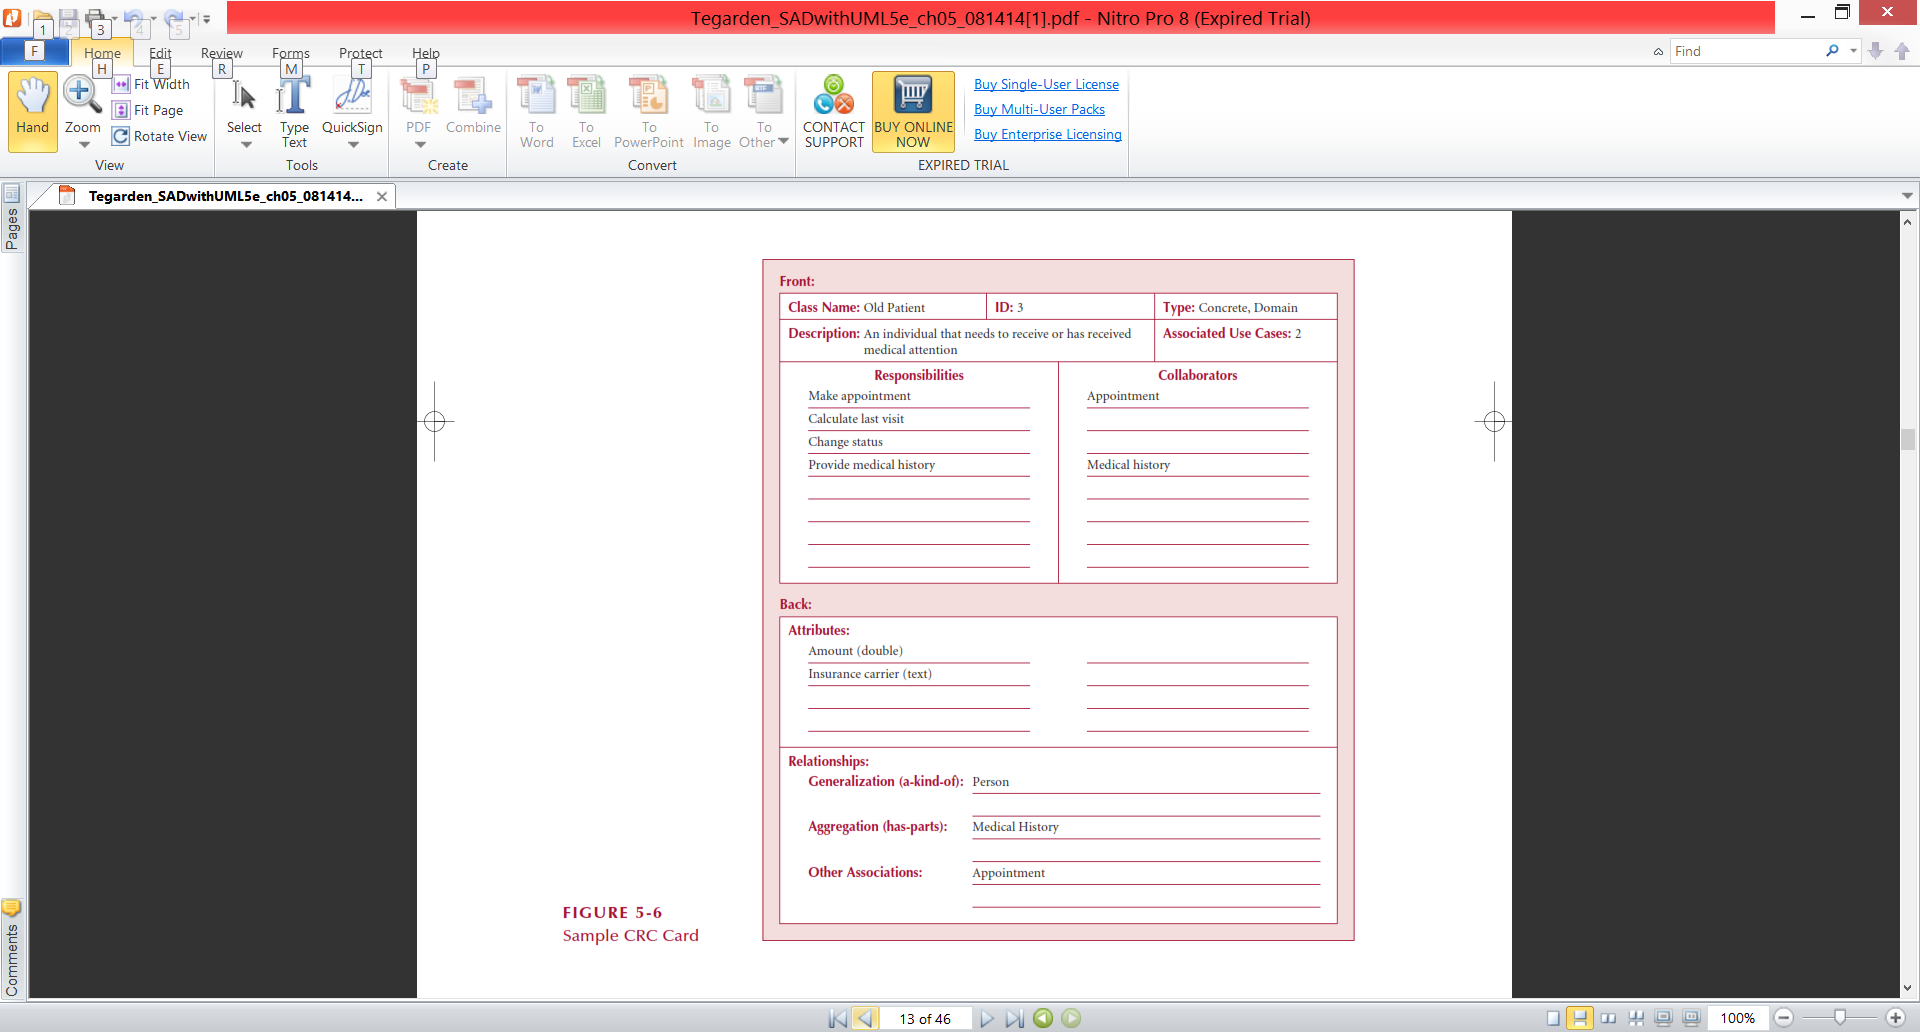 Tegarden_SADwithUML5e_ch05_081414[1].pdf - Nitro Pro 8 (Expired Trial)
1 2 3 4 5
F
Home Edit Review Forms Protect Help
H E R M T P
Find
Hand
Zoom
Fit Width
Fit Page
Rotate View
View
Select
Type Text
QuickSign
Tools
PDF
Combine
Create
To Word
To Excel
To PowerPoint
To Image
To Other
Convert
CONTACT SUPPORT
BUY ONLINE NOW
Buy Single-User License
Buy Multi-User Packs
Buy Enterprise Licensing
EXPIRED TRIAL
Tegarden_SADwithUML5e_ch05_081414...
Pages
Front:
Class Name: Old Patient ID: 3 Type: Concrete, Domain
Description: An individual that needs to receive or has received Associated Use Cases: 2
medical attention
Responsibilities Collaborators
Make appointment Appointment
Calculate last visit
Change status
Provide medical history Medical history
Back:
Attributes:
Amount (double)
Insurance carrier (text)
Relationships:
Generalization (a-kind-of): Person
Aggregation (has-parts): Medical History
Other Associations: Appointment
FIGURE 5-6
Sample CRC Card
Comments
13 of 46
100%